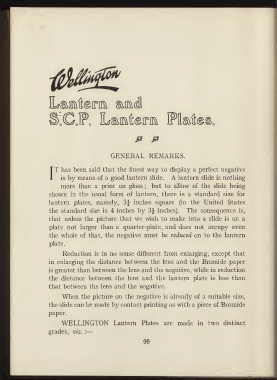 Wellington
Lantern and
S.C.P. Lantern Plates.
GENERAL REMARKS.
IT has been said that the finest way to display a perfect negative
is by means of a good lantern slide. A lantern slide is nothing
more than a print on glass; but to allow of the slide being
shown in the usual form of lantern, there is a standard size for
lantern plates, namely, 3¼ inches square (in the United States
the standard size is 4 inches by 3¼ inches). The consequence is,
that unless the picture that we wish to make into a slide is on a
plate not larger than a quarter-plate, and does not occupy even
the whole of that, the negative must be reduced on to the lantern
plate.
Reduction is in no sense different from enlarging, except that
in enlarging the distance between the lens and the Bromide paper
is greater than between the lens and the negative, while in reduction
the distance between the lens and the lantern plate is less than
that between the lens and the negative.
When the picture on the negative is already of a suitable size,
the slide can be made by contact printing as with a piece of Bromide
paper.
WELLINGTON Lantern Plates are made in two distinct
grades, viz. :—
98